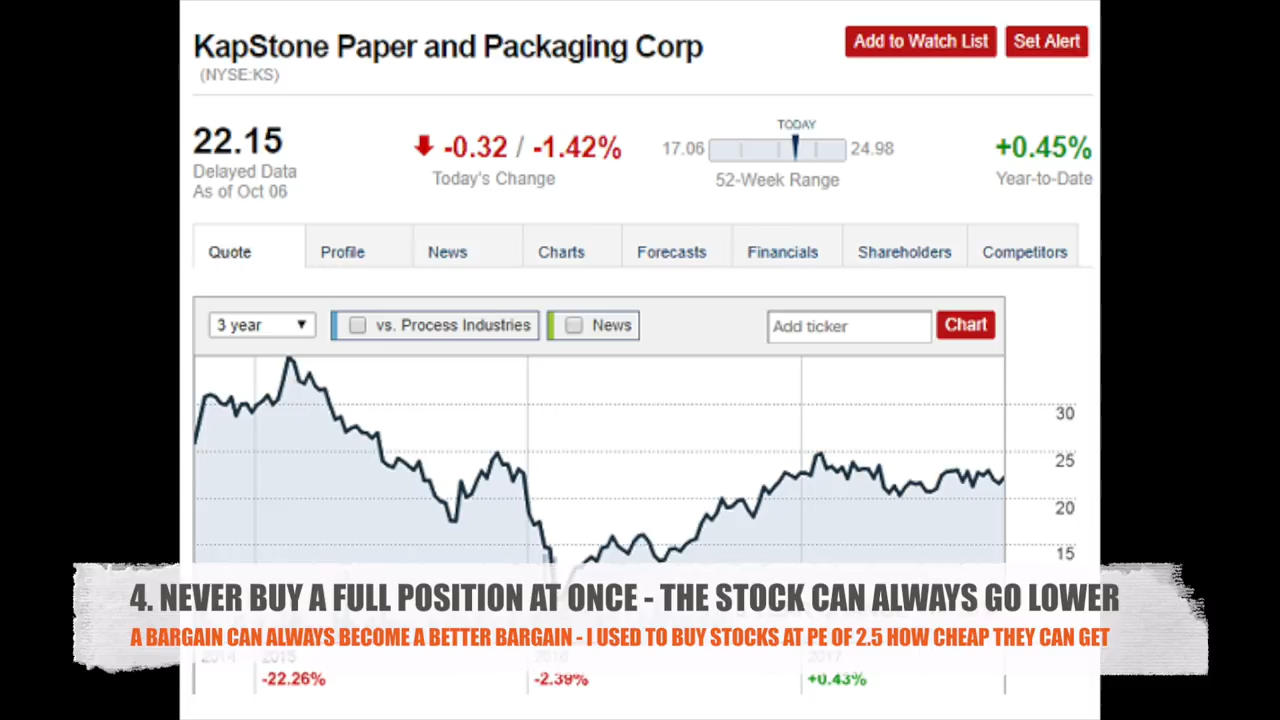 KapStone Paper and Packaging Corp
Add to Watch List
Set Alert
(NYSE:KS)
TODAY
22.15
-0.32 / -1.42%
17.06
24.98
+0.45%
Delayed Data
As of Oct 06
Today's Change
52-Week Range
Year-to-Date
Quote
Profile
News
Charts
Forecasts
Financials
Shareholders
Competitors
3 year
vs. Process Industries
News
Add ticker
Chart
30
25
20
15
4. NEVER BUY A FULL POSITION AT ONCE - THE STOCK CAN ALWAYS GO LOWER
A BARGAIN CAN ALWAYS BECOME A BETTER BARGAIN - I USED TO BUY STOCKS AT PE OF 2.5 HOW CHEAP THEY CAN GET
2014
2015
2016
2017
-22.26%
-2.39%
+0.43%